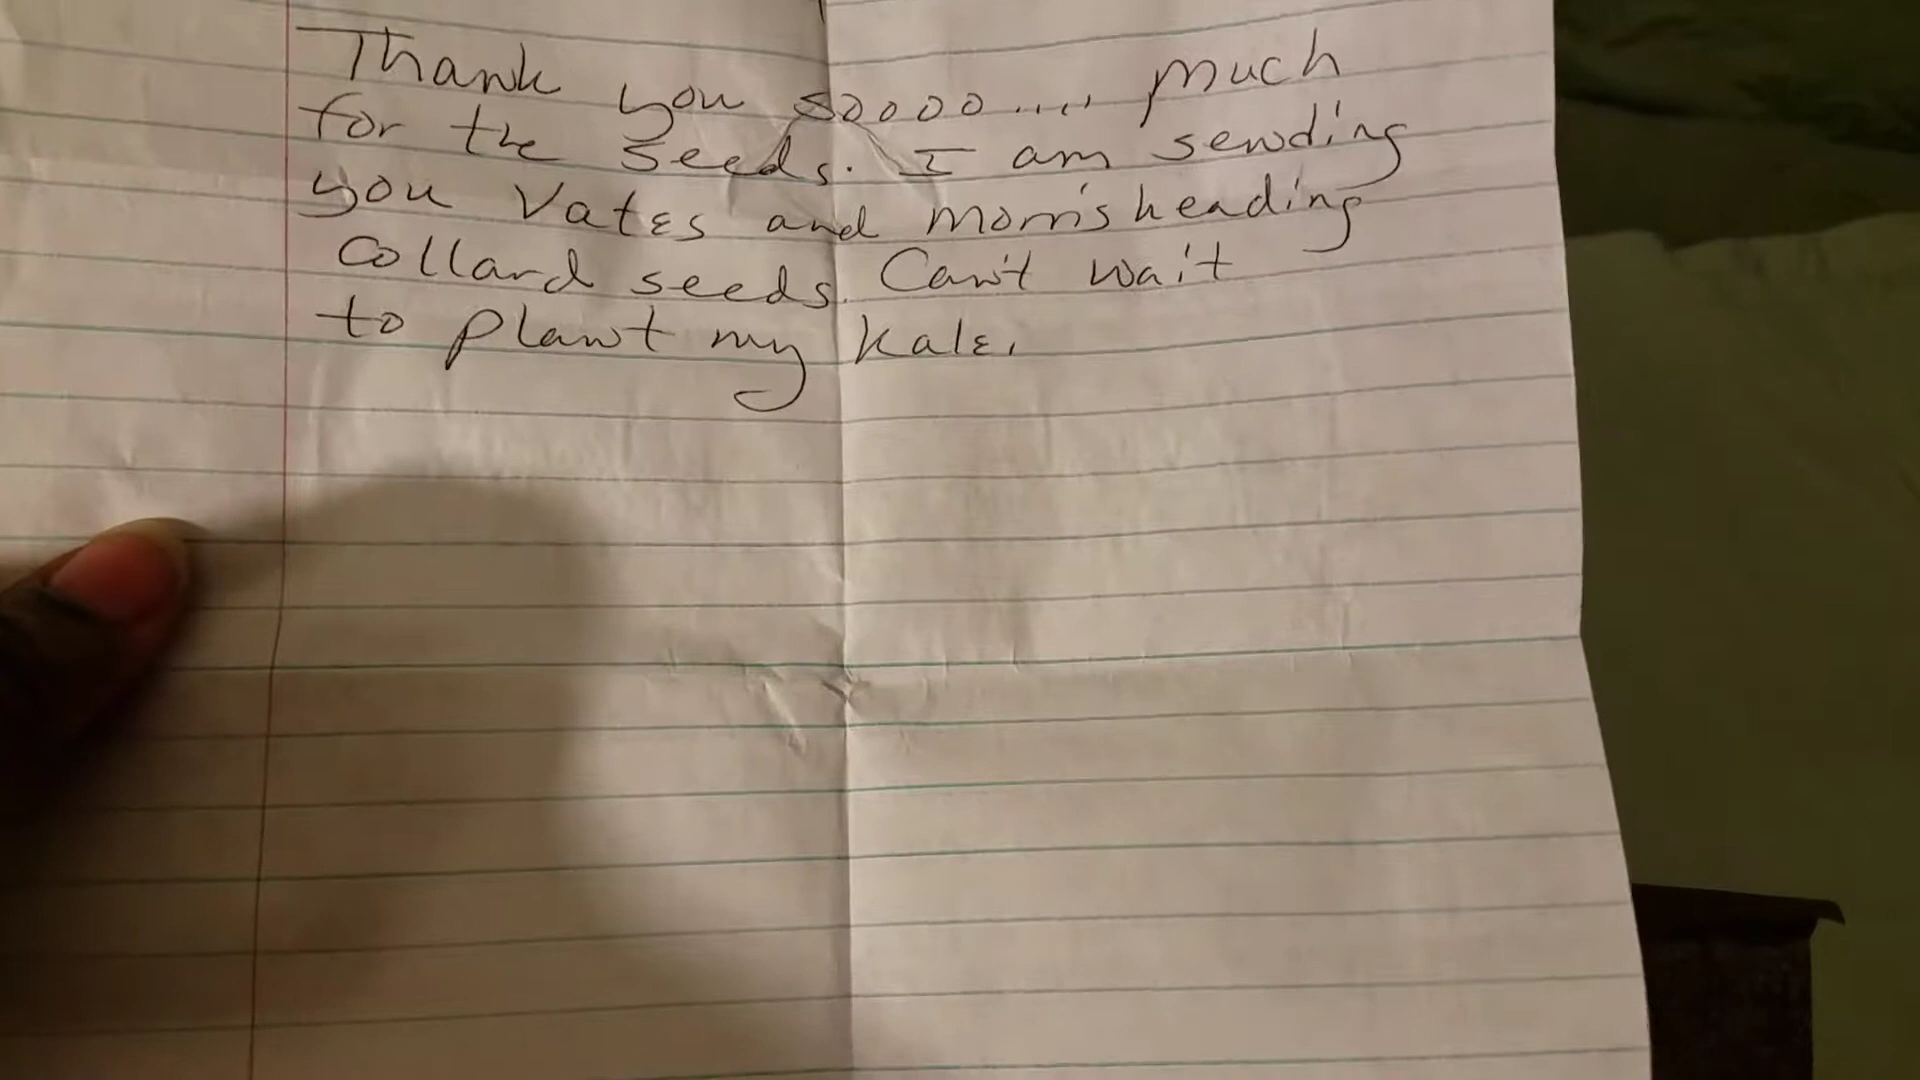 Thank you soooo.... much
for the seeds. I am sending
you Vates and morris heading
Collard seeds. Can't wait
to plant my kale.